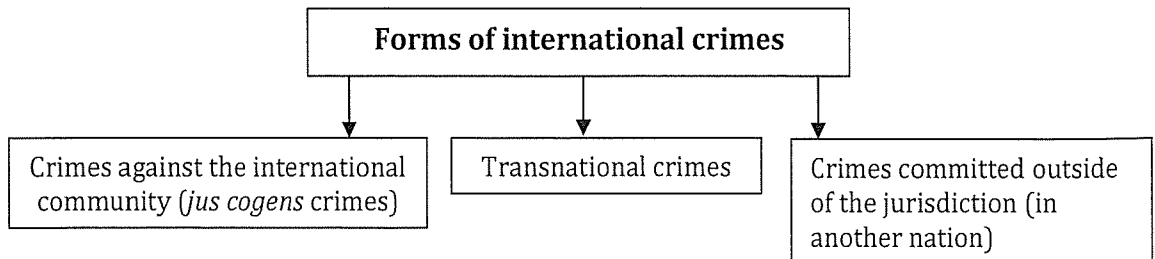 Forms of international crimes
Crimes against the international
community (jus cogens crimes)
Transnational crimes
Crimes committed outside
of the jurisdiction (in
another nation)